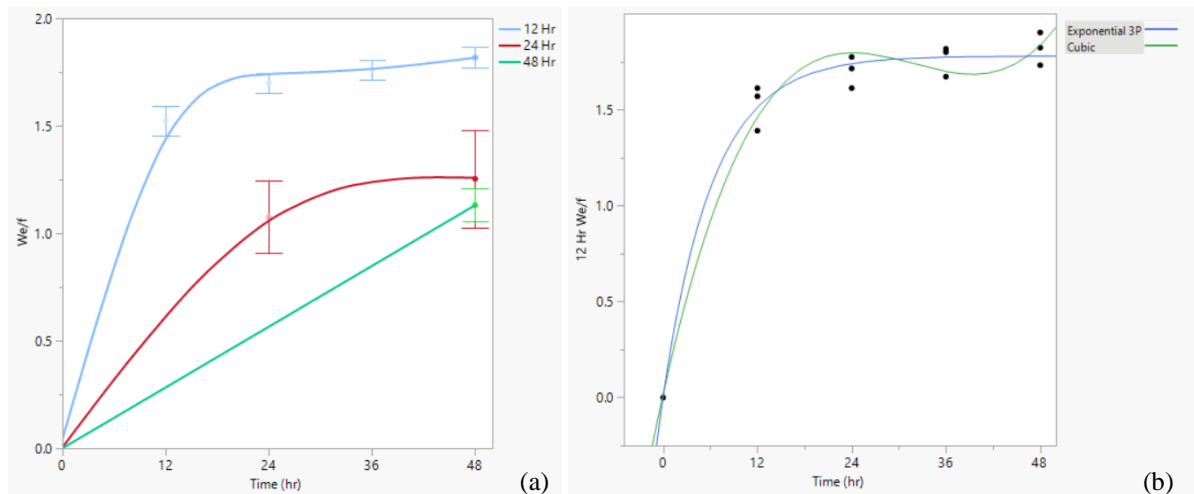 2.0
1.5
1.0
0.5
0.0
We/f
0 12 24 36 48
Time (hr)
12 Hr
24 Hr
48 Hr
(a)
1.5
1.0
0.5
0.0
12 Hr We/f
0 12 24 36 48
Time (hr)
Exponential 3P
Cubic
(b)